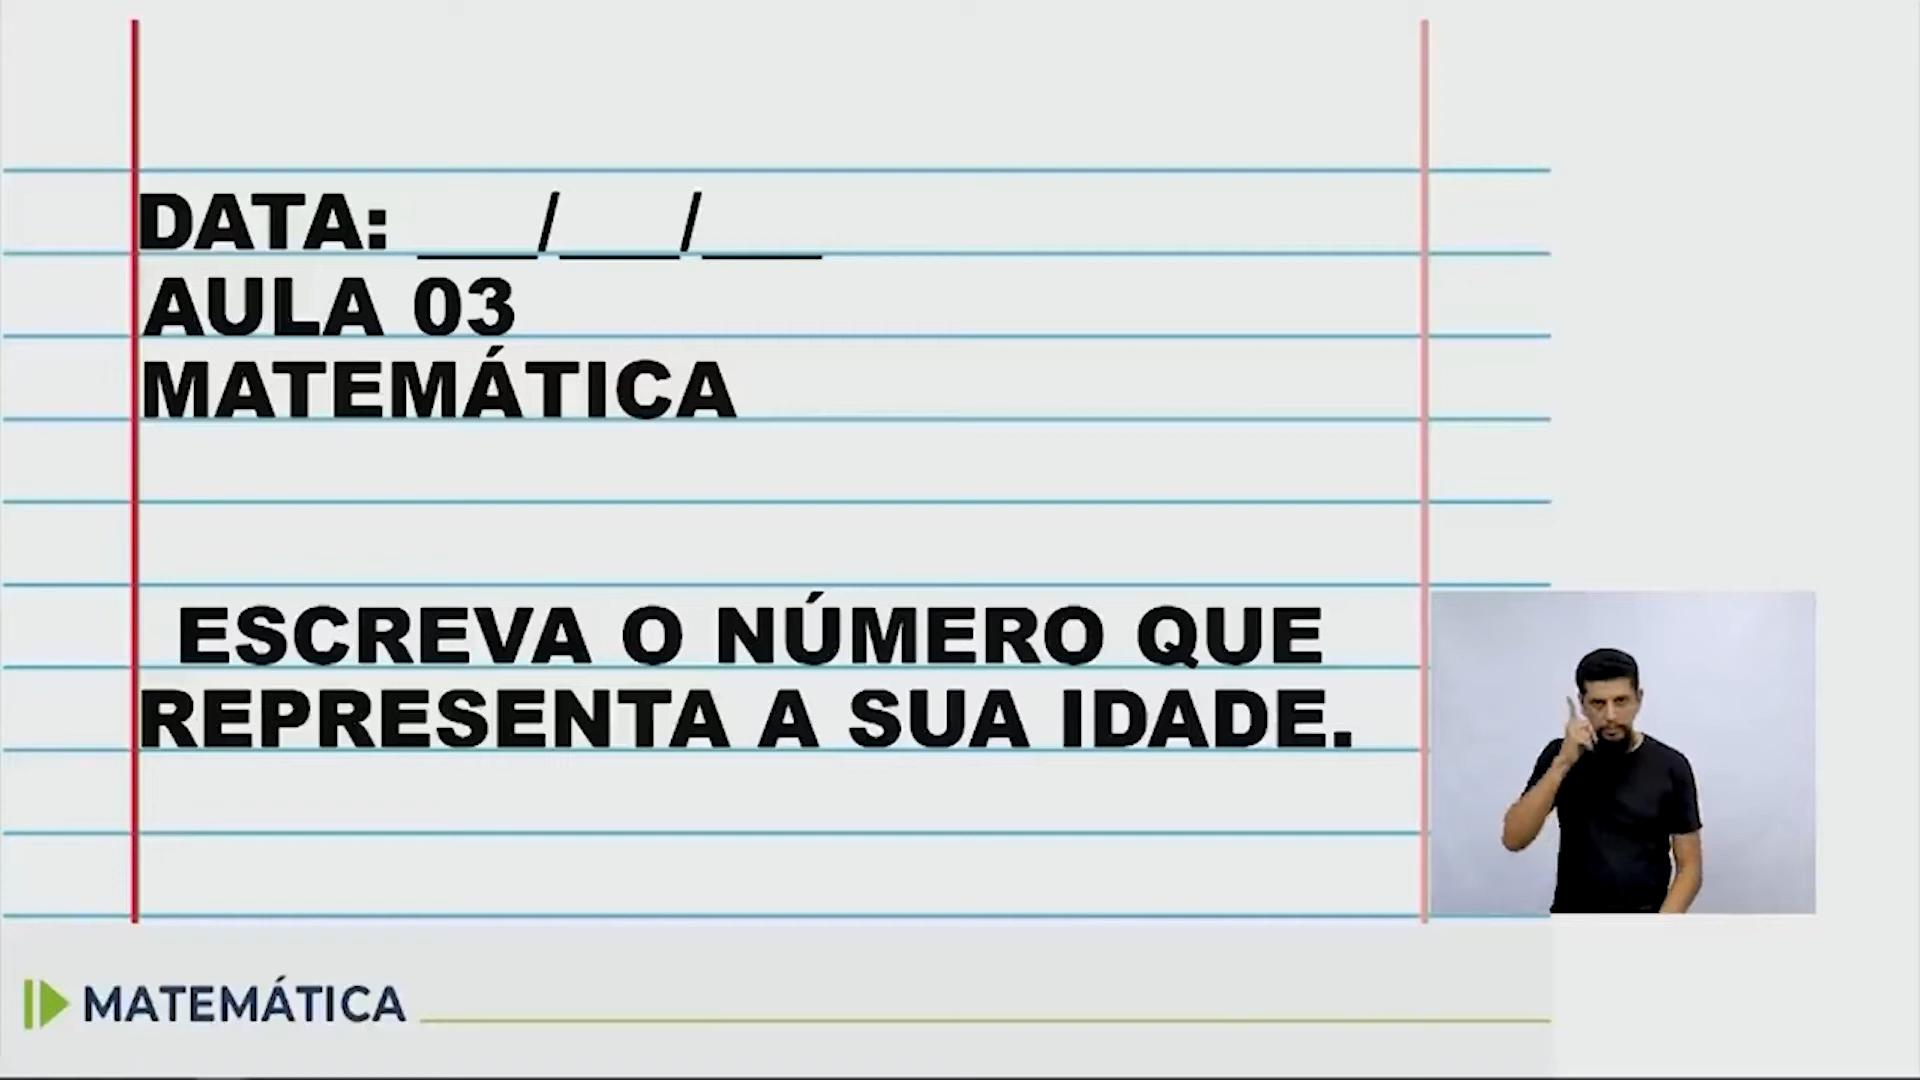 DATA: ___/___/___
AULA 03
MATEMÁTICA
ESCREVA O NÚMERO QUE
REPRESENTA A SUA IDADE.
MATEMÁTICA